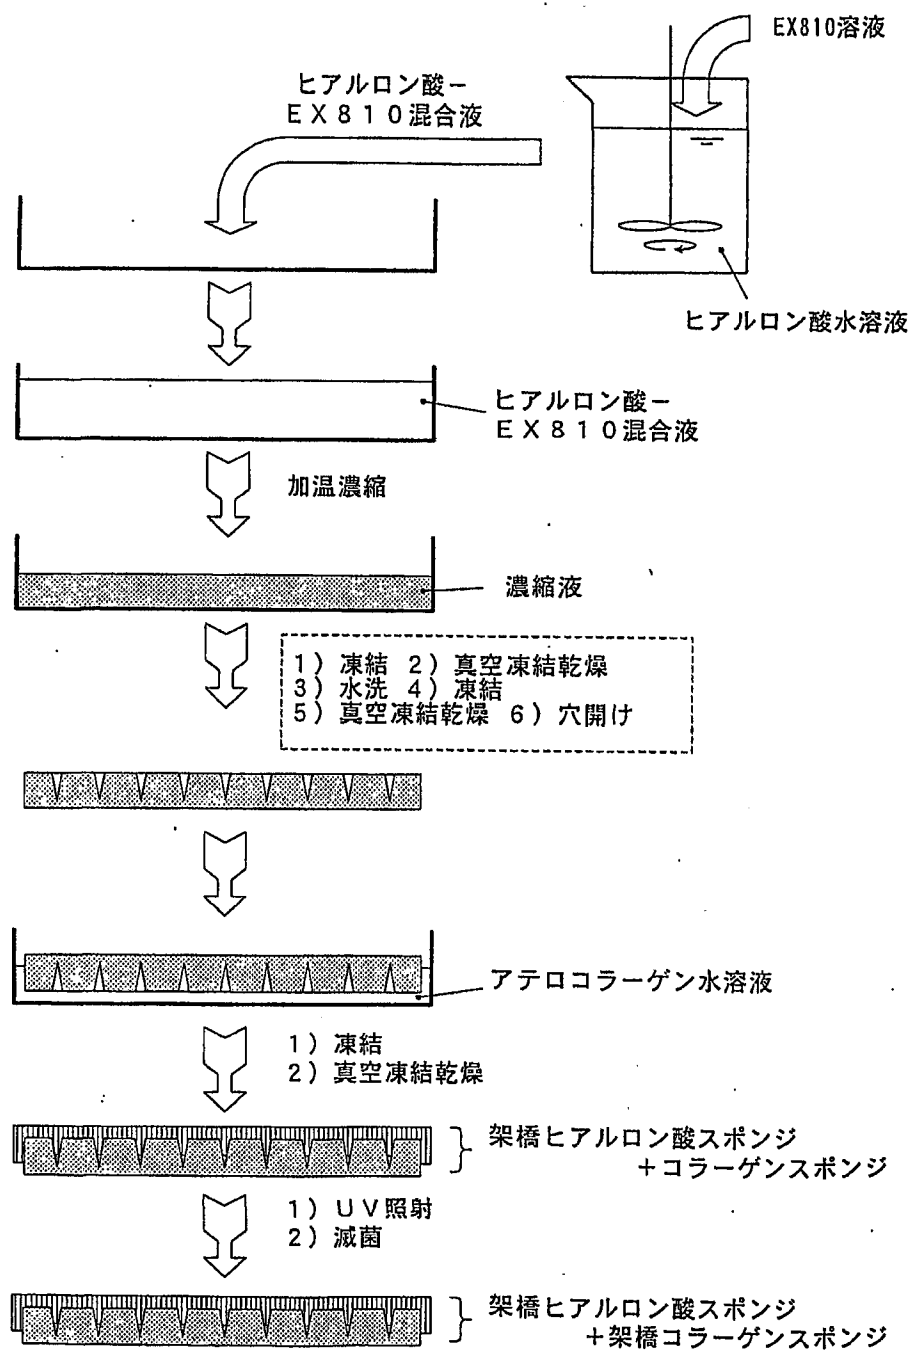 EX810溶液
ヒアルロン酸－
ＥＸ８１０混合液
ヒアルロン酸水溶液
ヒアルロン酸－
ＥＸ８１０混合液
加温濃縮
濃縮液
１）凍結 ２）真空凍結乾燥
３）水洗 ４）凍結
５）真空凍結乾燥 ６）穴開け
アテロコラーゲン水溶液
１）凍結
２）真空凍結乾燥
架橋ヒアルロン酸スポンジ
＋コラーゲンスポンジ
１）ＵＶ照射
２）滅菌
架橋ヒアルロン酸スポンジ
＋架橋コラーゲンスポンジ